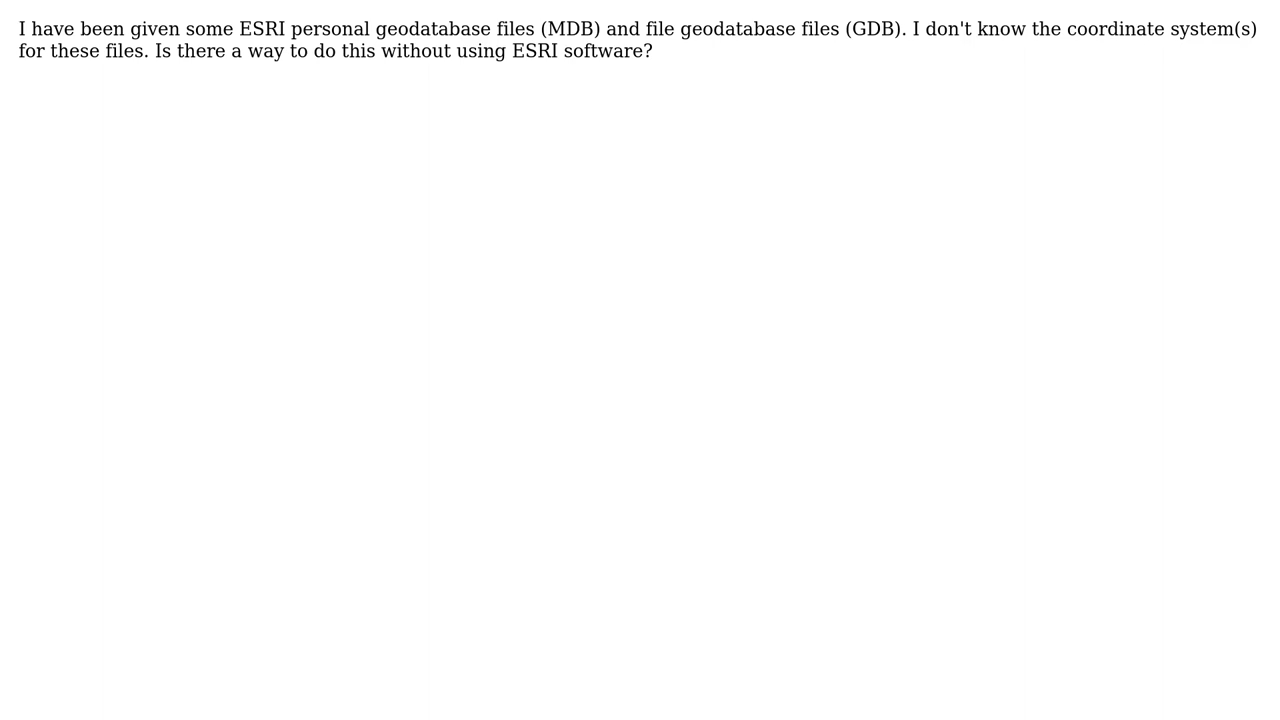 I have been given some ESRI personal geodatabase files (MDB) and file geodatabase files (GDB). I don't know the coordinate system(s)
for these files. Is there a way to do this without using ESRI software?